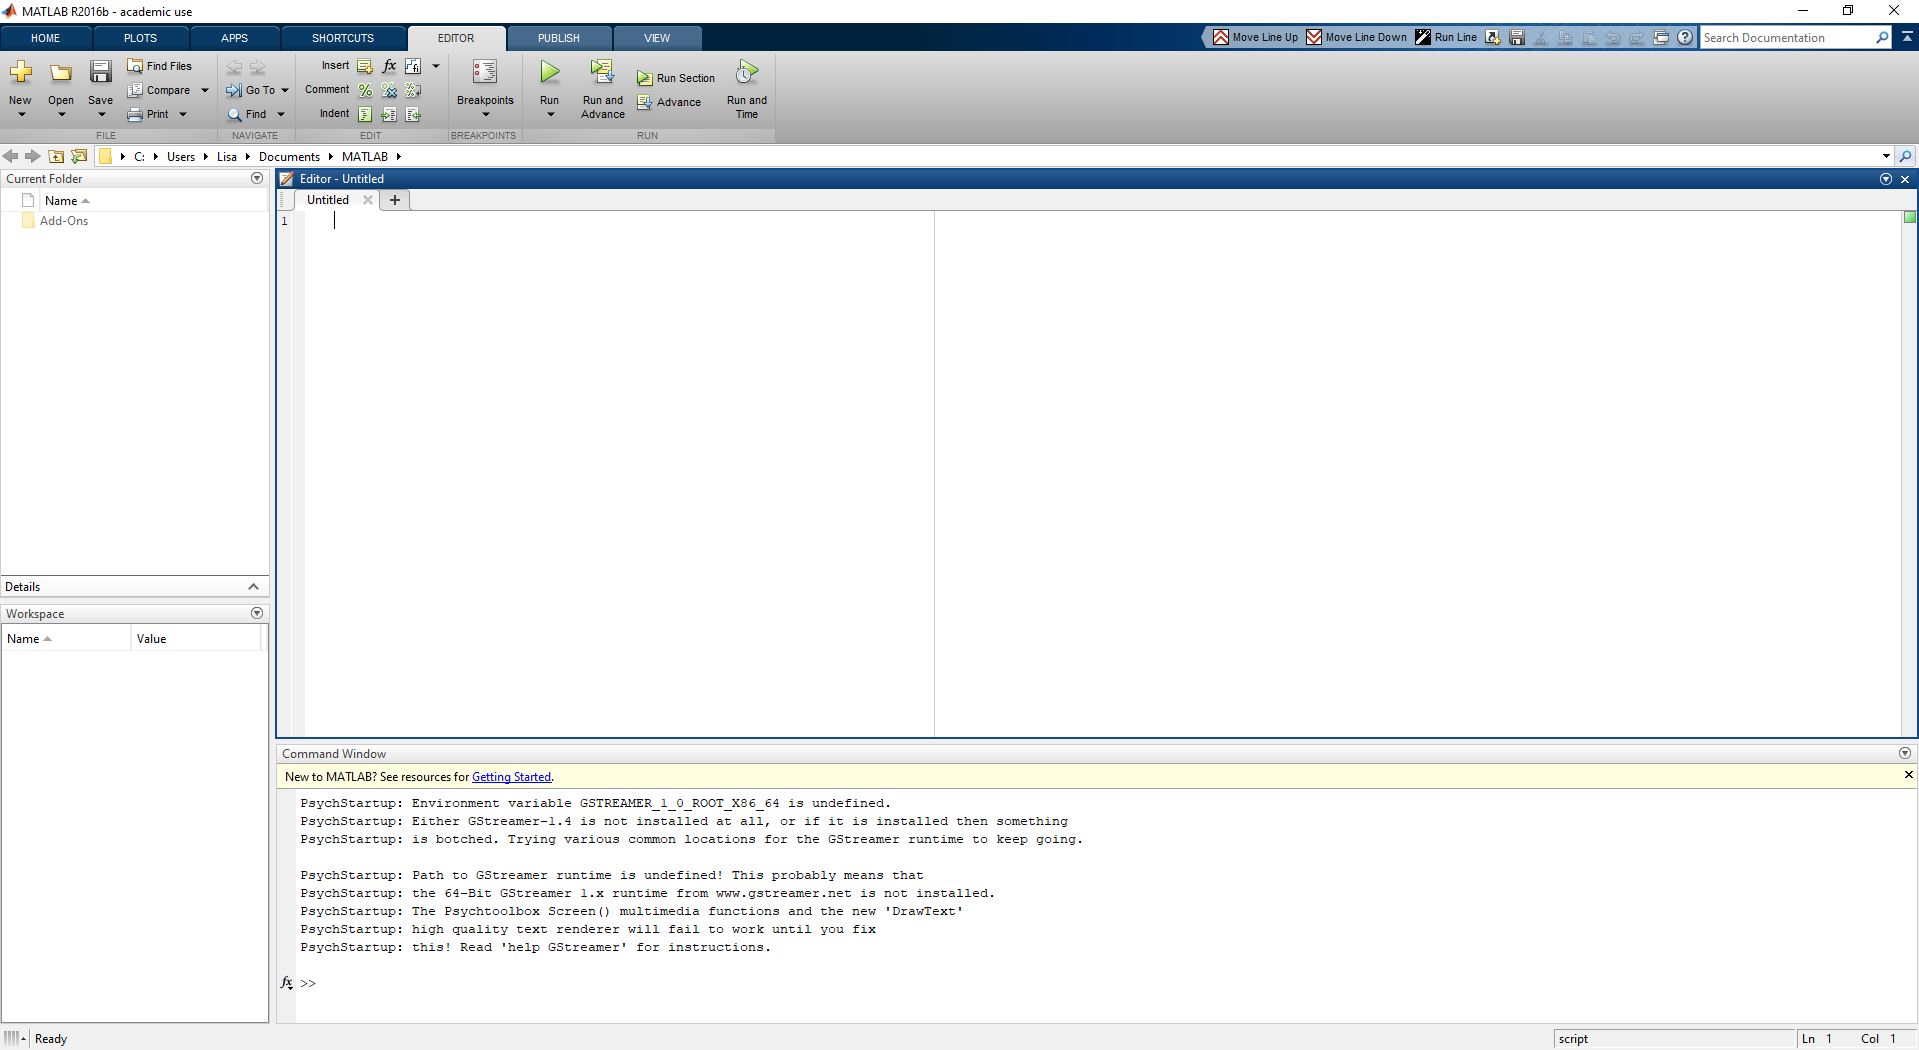 MATLAB R2016b - academic use
HOME PLOTS APPS SHORTCUTS EDITOR PUBLISH VIEW Move Line Up Move Line Down Run Line Search Documentation
Find Files Insert fx
Compare Go To Comment Run Section
New Open Save Breakpoints Run Run and Advance Advance Run and Time
Print Find Indent
FILE NAVIGATE EDIT BREAKPOINTS RUN
C: Users Lisa Documents MATLAB
Current Folder
Name
Add-Ons
Details
Workspace
Name Value
Editor - Untitled
Untitled +
1
Command Window
New to MATLAB? See resources for Getting Started.
PsychStartup: Environment variable GSTREAMER_1_0_ROOT_X86_64 is undefined.
PsychStartup: Either GStreamer-1.4 is not installed at all, or if it is installed then something
PsychStartup: is botched. Trying various common locations for the GStreamer runtime to keep going.
PsychStartup: Path to GStreamer runtime is undefined! This probably means that
PsychStartup: the 64-Bit GStreamer 1.x runtime from www.gstreamer.net is not installed.
PsychStartup: The Psychtoolbox Screen() multimedia functions and the new 'DrawText'
PsychStartup: high quality text renderer will fail to work until you fix
PsychStartup: this! Read 'help GStreamer' for instructions.
fx >>
Ready script Ln 1 Col 1